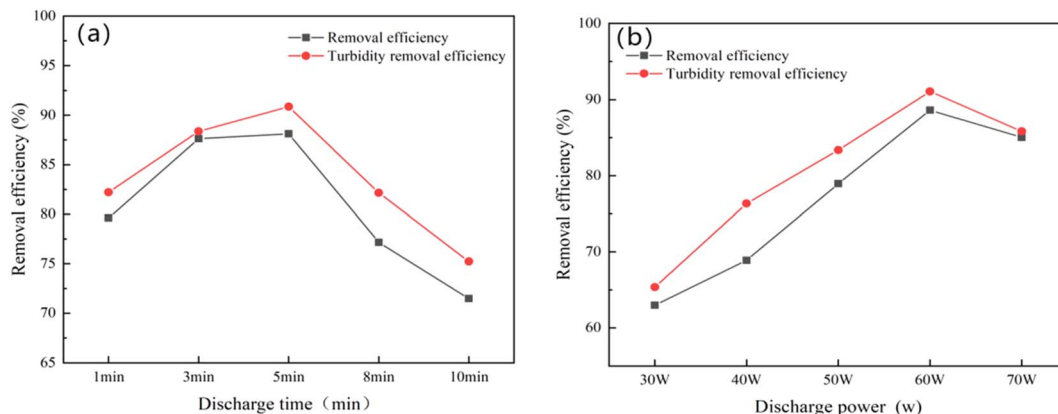 (a)
Removal efficiency
Turbidity removal efficiency
Removal efficiency (%)
100
95
90
85
80
75
70
65
1min 3min 5min 8min 10min
Discharge time（min）
(b)
Removal efficiency
Turbidity removal efficiency
Removal efficiency (%)
100
90
80
70
60
30W 40W 50W 60W 70W
Discharge power (w)